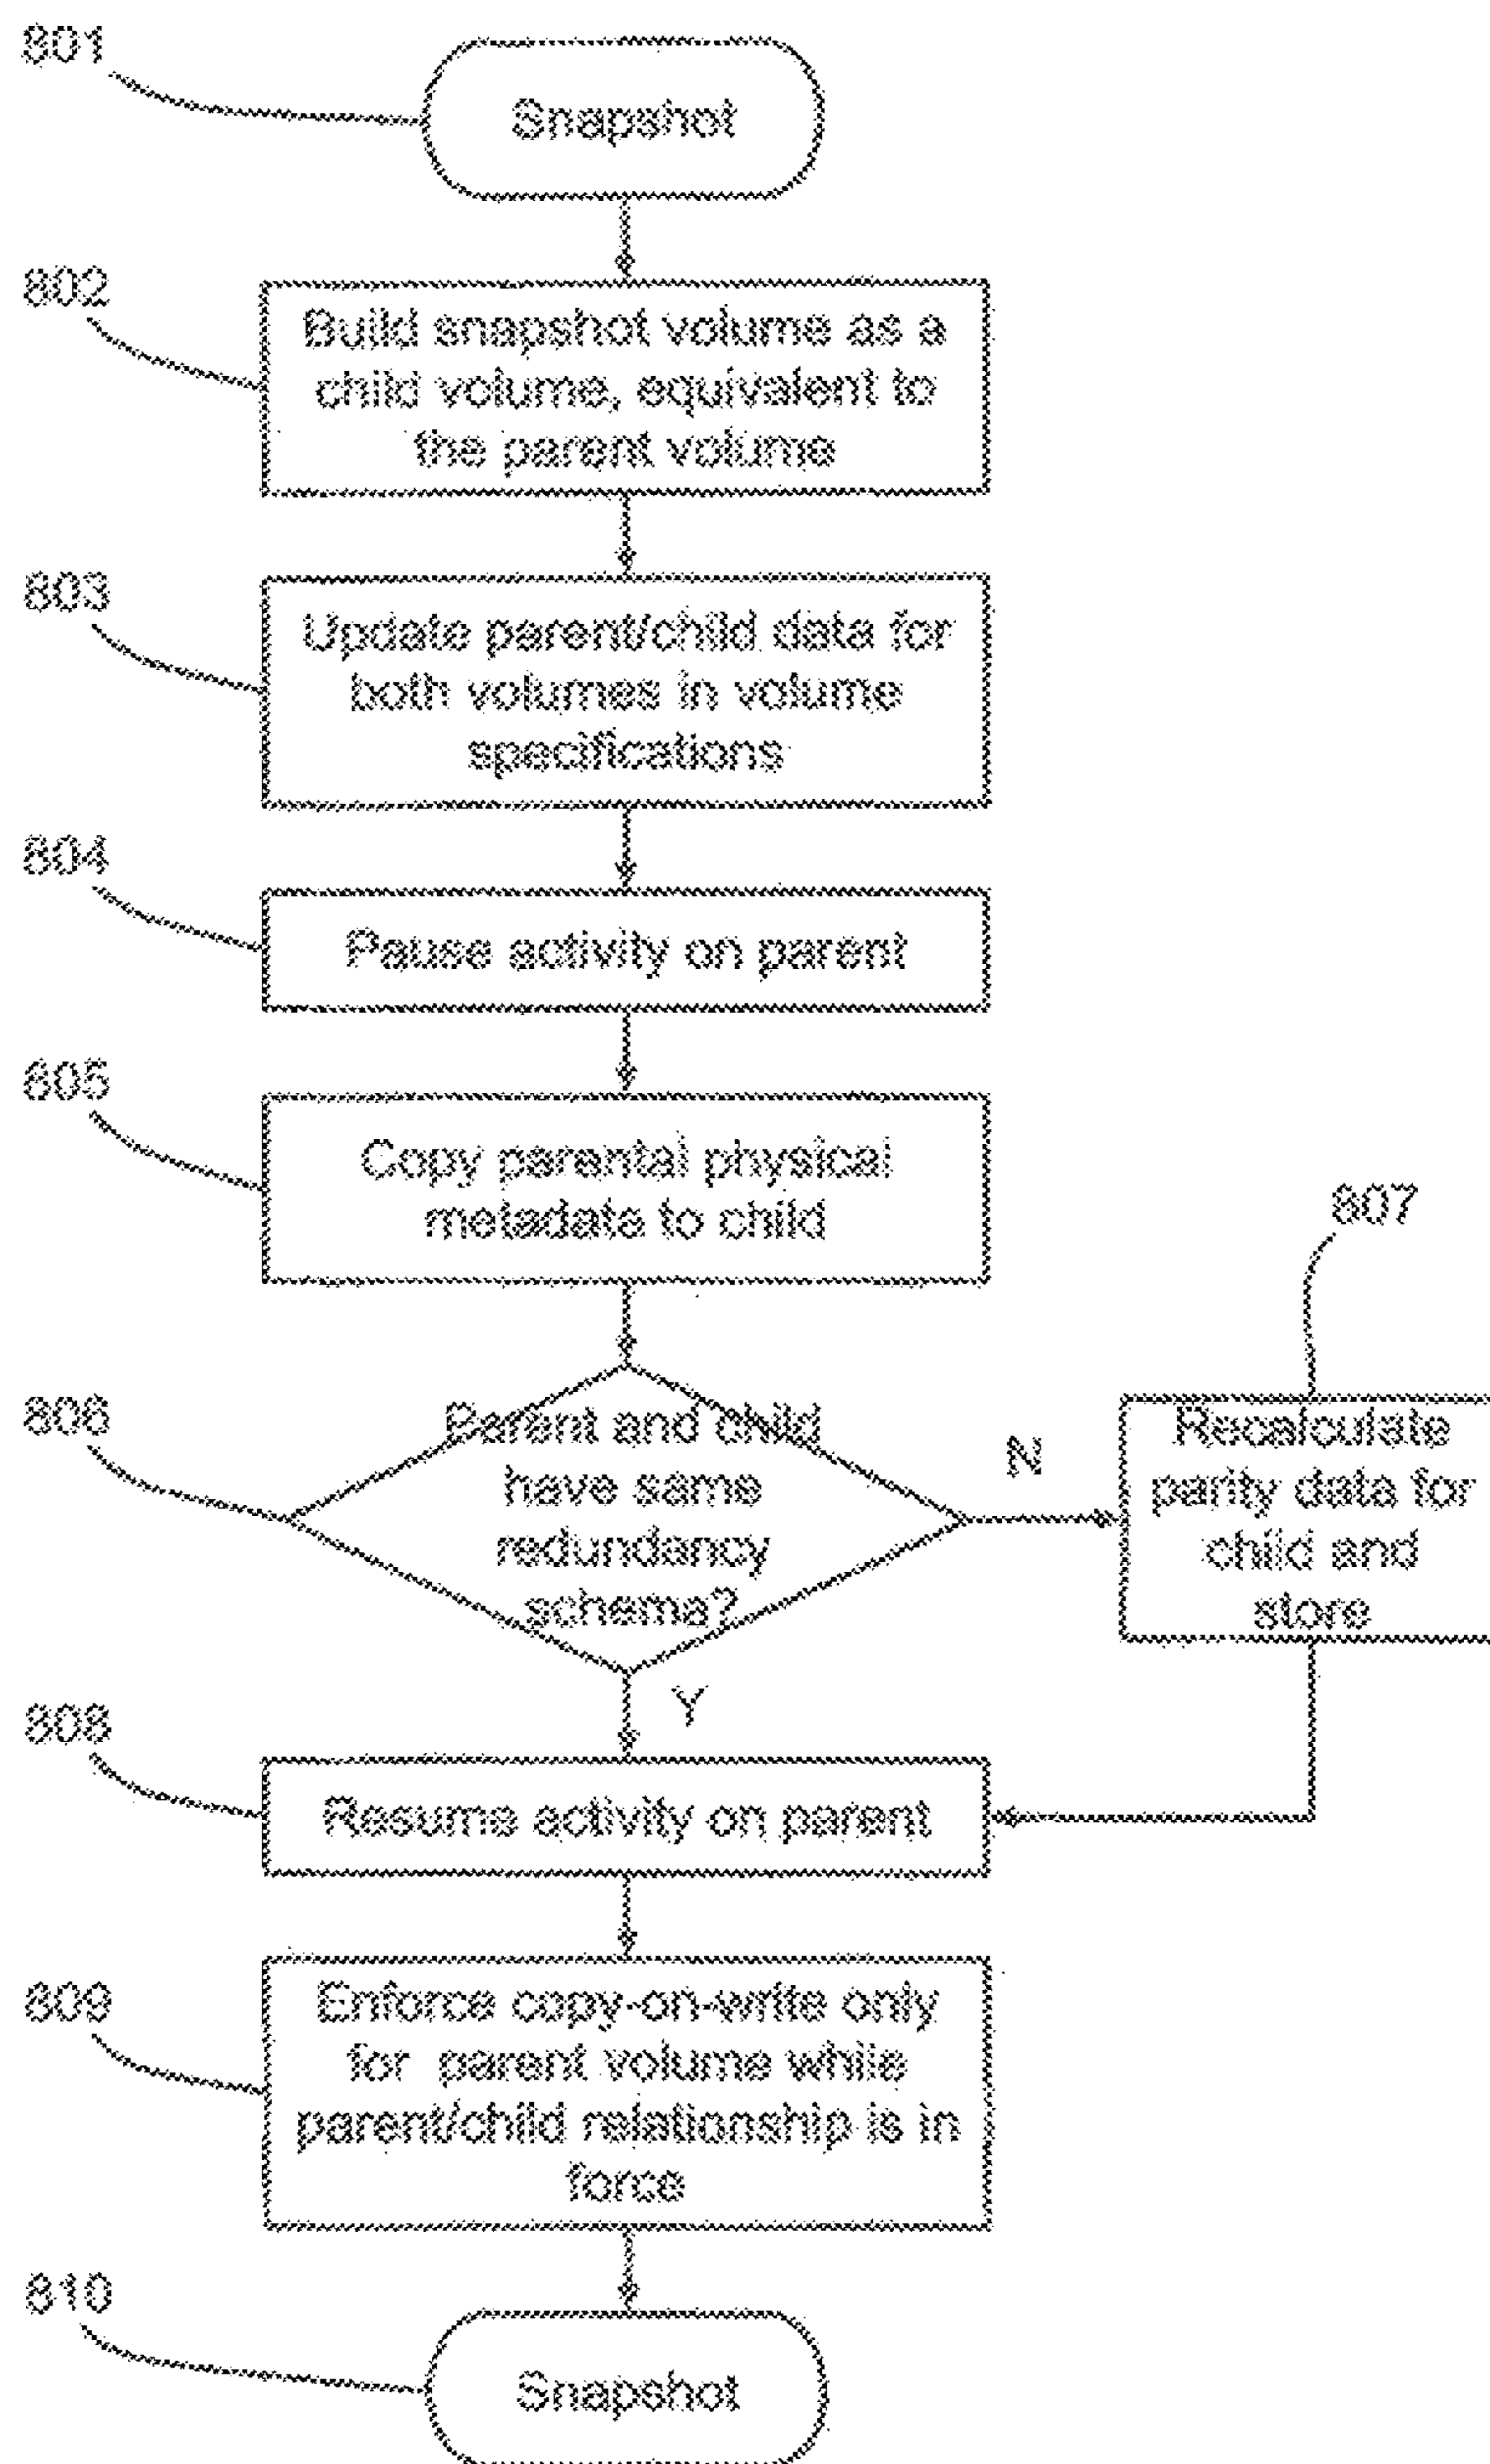 801
Snapshot
802
Build snapshot volume as a
child volume, equivalent to
the parent volume
803
Update parent/child data for
both volumes in volume
specifications
804
Pause activity on parent
805
Copy parental physical
metadata to child
807
806
Parent and child
have same
redundancy
schema?
N
Recalculate
parity data for
child and
store
Y
808
Resume activity on parent
809
Enforce copy-on-write only
for parent volume while
parent/child relationship is in
force
810
Snapshot